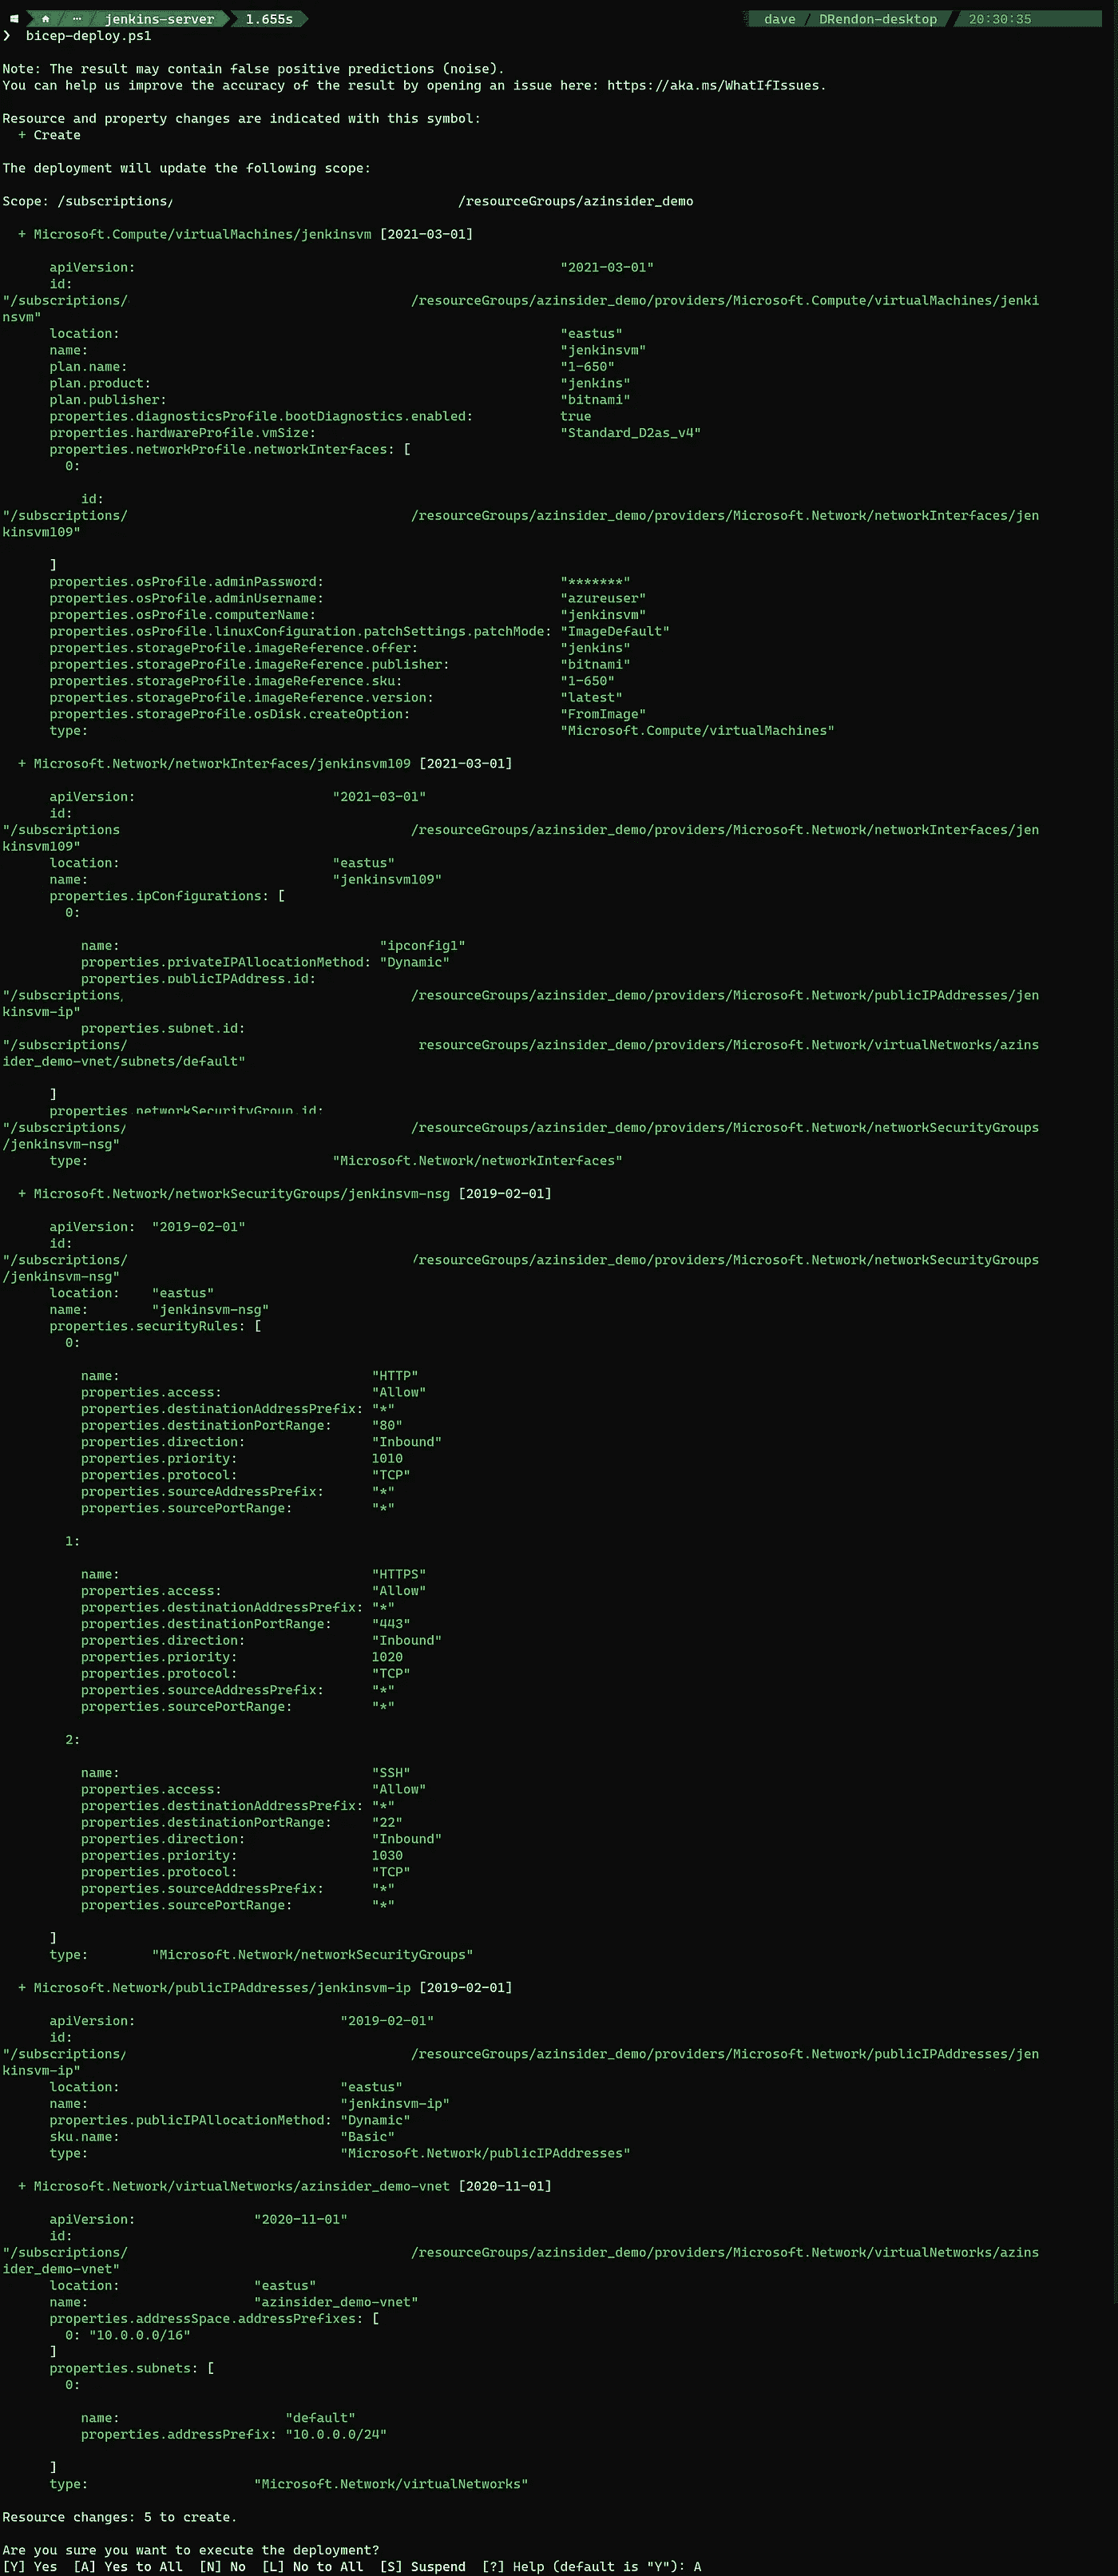 jenkins-server 1.655s dave / DRendon-desktop 20:30:35
❯ bicep-deploy.ps1
Note: The result may contain false positive predictions (noise).
You can help us improve the accuracy of the result by opening an issue here: https://aka.ms/WhatIfIssues.
Resource and property changes are indicated with this symbol:
+ Create
The deployment will update the following scope:
Scope: /subscriptions/ /resourceGroups/azinsider_demo
+ Microsoft.Compute/virtualMachines/jenkinsvm [2021-03-01]
apiVersion: "2021-03-01"
id:
"/subscriptions/ /resourceGroups/azinsider_demo/providers/Microsoft.Compute/virtualMachines/jenki
nsvm"
location: "eastus"
name: "jenkinsvm"
plan.name: "1-650"
plan.product: "jenkins"
plan.publisher: "bitnami"
properties.diagnosticsProfile.bootDiagnostics.enabled: true
properties.hardwareProfile.vmSize: "Standard_D2as_v4"
properties.networkProfile.networkInterfaces: [
0:
id:
"/subscriptions/ /resourceGroups/azinsider_demo/providers/Microsoft.Network/networkInterfaces/jen
kinsvm109"
]
properties.osProfile.adminPassword: "*******"
properties.osProfile.adminUsername: "azureuser"
properties.osProfile.computerName: "jenkinsvm"
properties.osProfile.linuxConfiguration.patchSettings.patchMode: "ImageDefault"
properties.storageProfile.imageReference.offer: "jenkins"
properties.storageProfile.imageReference.publisher: "bitnami"
properties.storageProfile.imageReference.sku: "1-650"
properties.storageProfile.imageReference.version: "latest"
properties.storageProfile.osDisk.createOption: "FromImage"
type: "Microsoft.Compute/virtualMachines"
+ Microsoft.Network/networkInterfaces/jenkinsvm109 [2021-03-01]
apiVersion: "2021-03-01"
id:
"/subscriptions /resourceGroups/azinsider_demo/providers/Microsoft.Network/networkInterfaces/jen
kinsvm109"
location: "eastus"
name: "jenkinsvm109"
properties.ipConfigurations: [
0:
name: "ipconfig1"
properties.privateIPAllocationMethod: "Dynamic"
properties.publicIPAddress.id:
"/subscriptions, /resourceGroups/azinsider_demo/providers/Microsoft.Network/publicIPAddresses/jen
kinsvm-ip"
properties.subnet.id:
"/subscriptions/ resourceGroups/azinsider_demo/providers/Microsoft.Network/virtualNetworks/azins
ider_demo-vnet/subnets/default"
]
properties.networkSecurityGroup.id:
"/subscriptions/ /resourceGroups/azinsider_demo/providers/Microsoft.Network/networkSecurityGroups
/jenkinsvm-nsg"
type: "Microsoft.Network/networkInterfaces"
+ Microsoft.Network/networkSecurityGroups/jenkinsvm-nsg [2019-02-01]
apiVersion: "2019-02-01"
id:
"/subscriptions/ /resourceGroups/azinsider_demo/providers/Microsoft.Network/networkSecurityGroups
/jenkinsvm-nsg"
location: "eastus"
name: "jenkinsvm-nsg"
properties.securityRules: [
0:
name: "HTTP"
properties.access: "Allow"
properties.destinationAddressPrefix: "*"
properties.destinationPortRange: "80"
properties.direction: "Inbound"
properties.priority: 1010
properties.protocol: "TCP"
properties.sourceAddressPrefix: "*"
properties.sourcePortRange: "*"
1:
name: "HTTPS"
properties.access: "Allow"
properties.destinationAddressPrefix: "*"
properties.destinationPortRange: "443"
properties.direction: "Inbound"
properties.priority: 1020
properties.protocol: "TCP"
properties.sourceAddressPrefix: "*"
properties.sourcePortRange: "*"
2:
name: "SSH"
properties.access: "Allow"
properties.destinationAddressPrefix: "*"
properties.destinationPortRange: "22"
properties.direction: "Inbound"
properties.priority: 1030
properties.protocol: "TCP"
properties.sourceAddressPrefix: "*"
properties.sourcePortRange: "*"
]
type: "Microsoft.Network/networkSecurityGroups"
+ Microsoft.Network/publicIPAddresses/jenkinsvm-ip [2019-02-01]
apiVersion: "2019-02-01"
id:
"/subscriptions/ /resourceGroups/azinsider_demo/providers/Microsoft.Network/publicIPAddresses/jen
kinsvm-ip"
location: "eastus"
name: "jenkinsvm-ip"
properties.publicIPAllocationMethod: "Dynamic"
sku.name: "Basic"
type: "Microsoft.Network/publicIPAddresses"
+ Microsoft.Network/virtualNetworks/azinsider_demo-vnet [2020-11-01]
apiVersion: "2020-11-01"
id:
"/subscriptions/ /resourceGroups/azinsider_demo/providers/Microsoft.Network/virtualNetworks/azins
ider_demo-vnet"
location: "eastus"
name: "azinsider_demo-vnet"
properties.addressSpace.addressPrefixes: [
0: "10.0.0.0/16"
]
properties.subnets: [
0:
name: "default"
properties.addressPrefix: "10.0.0.0/24"
]
type: "Microsoft.Network/virtualNetworks"
Resource changes: 5 to create.
Are you sure you want to execute the deployment?
[Y] Yes [A] Yes to All [N] No [L] No to All [S] Suspend [?] Help (default is "Y"): A